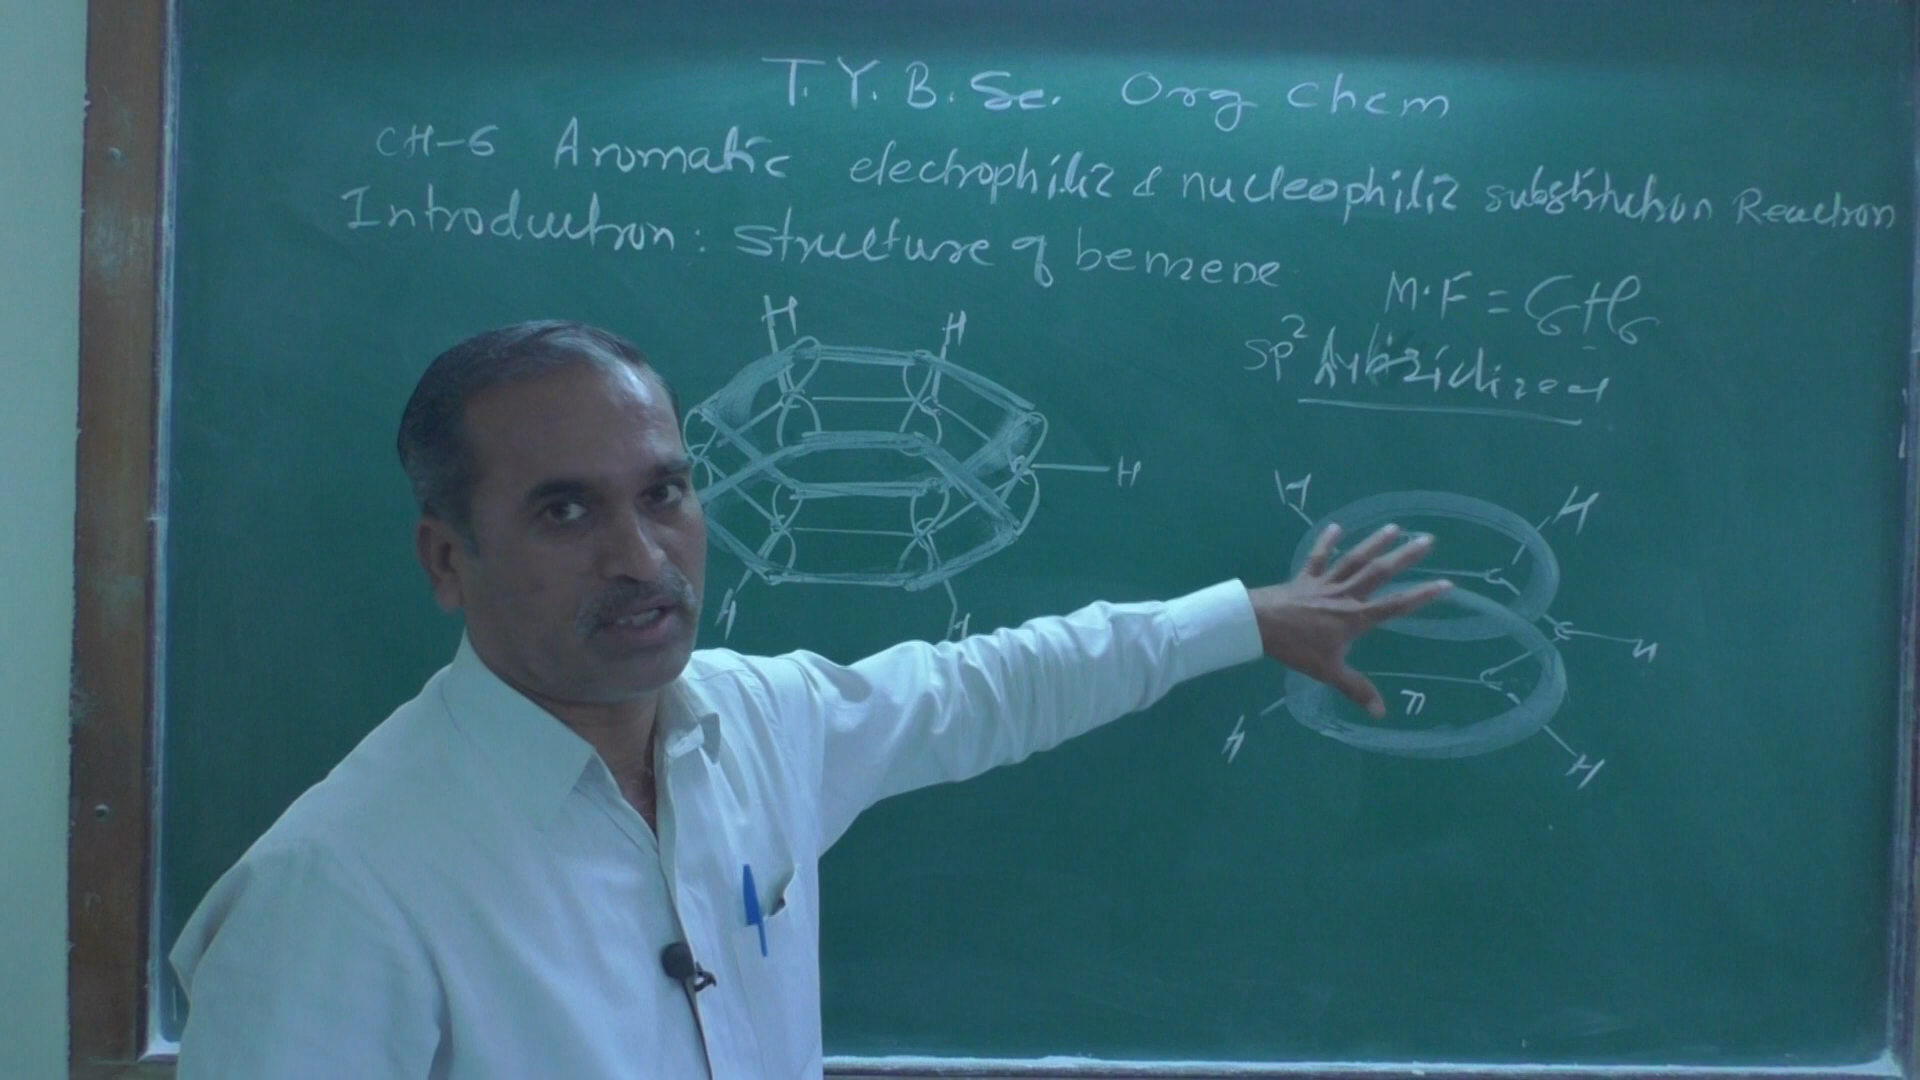 T.Y.B.Sc. Org Chem
CH-6 Aromatic electrophilic & nucleophilic substitution Reaction
Introduction: Structure of benzene
M.F = C6H6
SP2 hybridized
H H
H
H H
H H
H
H H
π